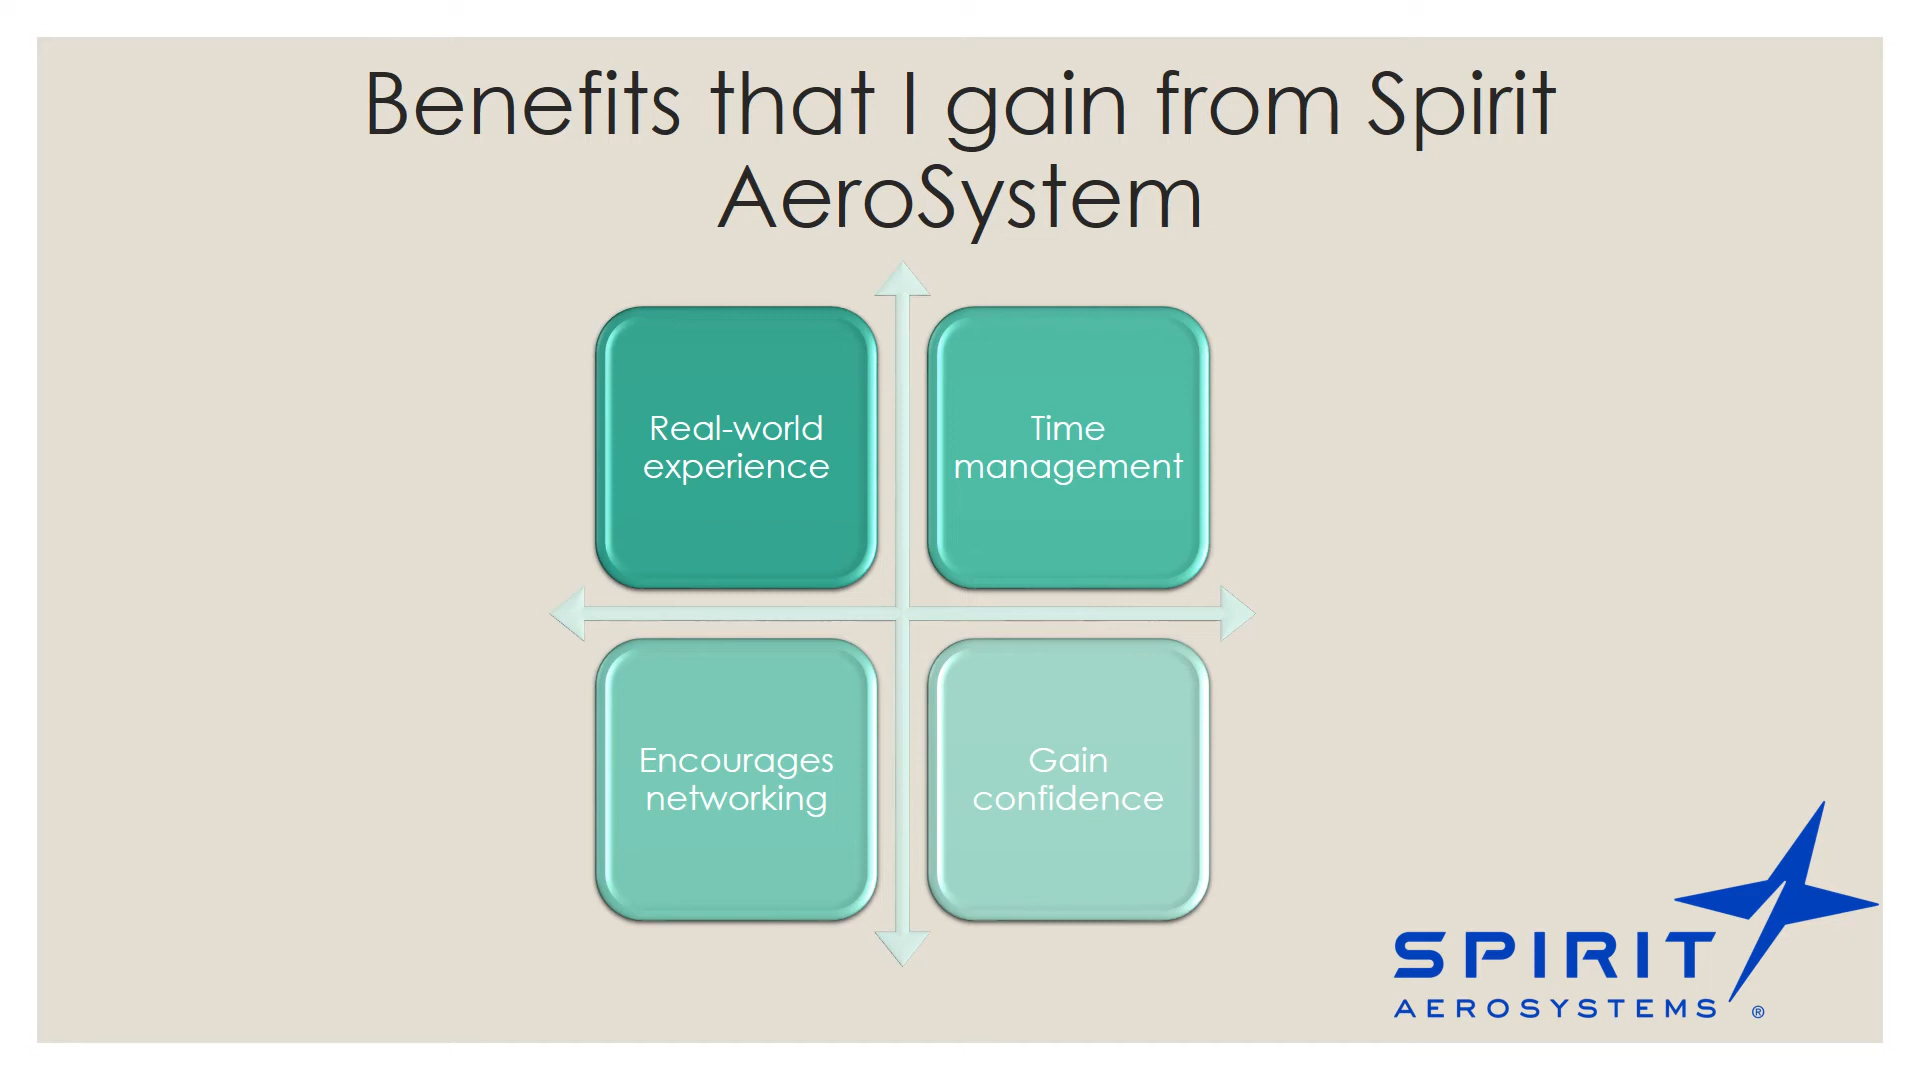 Benefits that I gain from Spirit
AeroSystem
Real-world
experience
Time
management
Encourages
networking
Gain
confidence
SPIRIT
AEROSYSTEMS ®